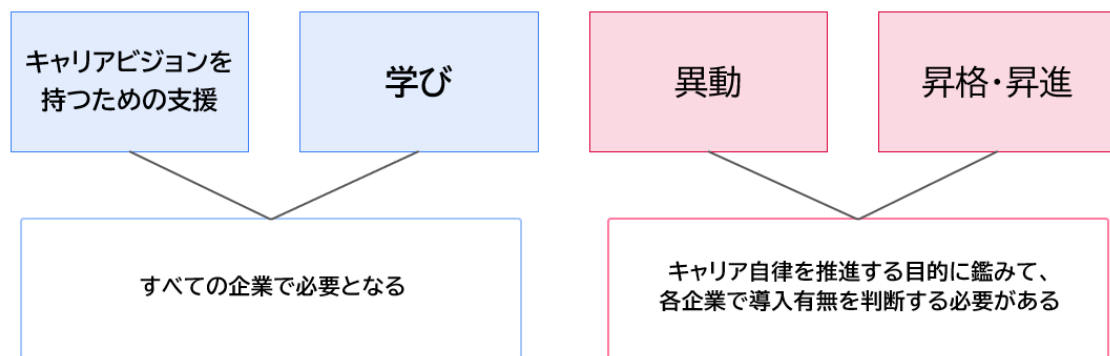 キャリアビジョンを
持つための支援
学び
異動
昇格・昇進
すべての企業で必要となる
キャリア自律を推進する目的に鑑みて、
各企業で導入有無を判断する必要がある